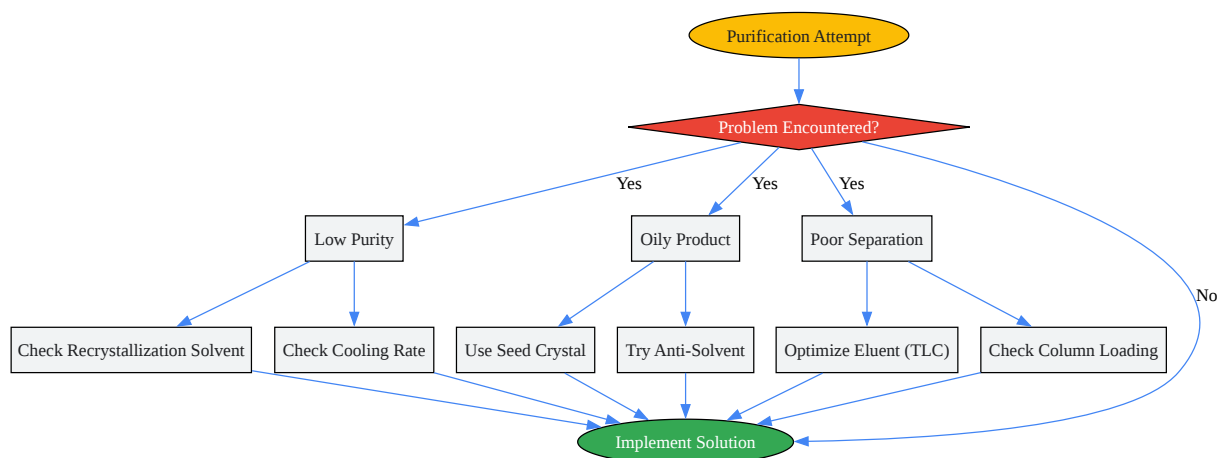 Purification Attempt
Problem Encountered?
Yes
Yes
Yes
Low Purity
Oily Product
Poor Separation
No
Check Recrystallization Solvent
Check Cooling Rate
Use Seed Crystal
Try Anti-Solvent
Optimize Eluent (TLC)
Check Column Loading
Implement Solution